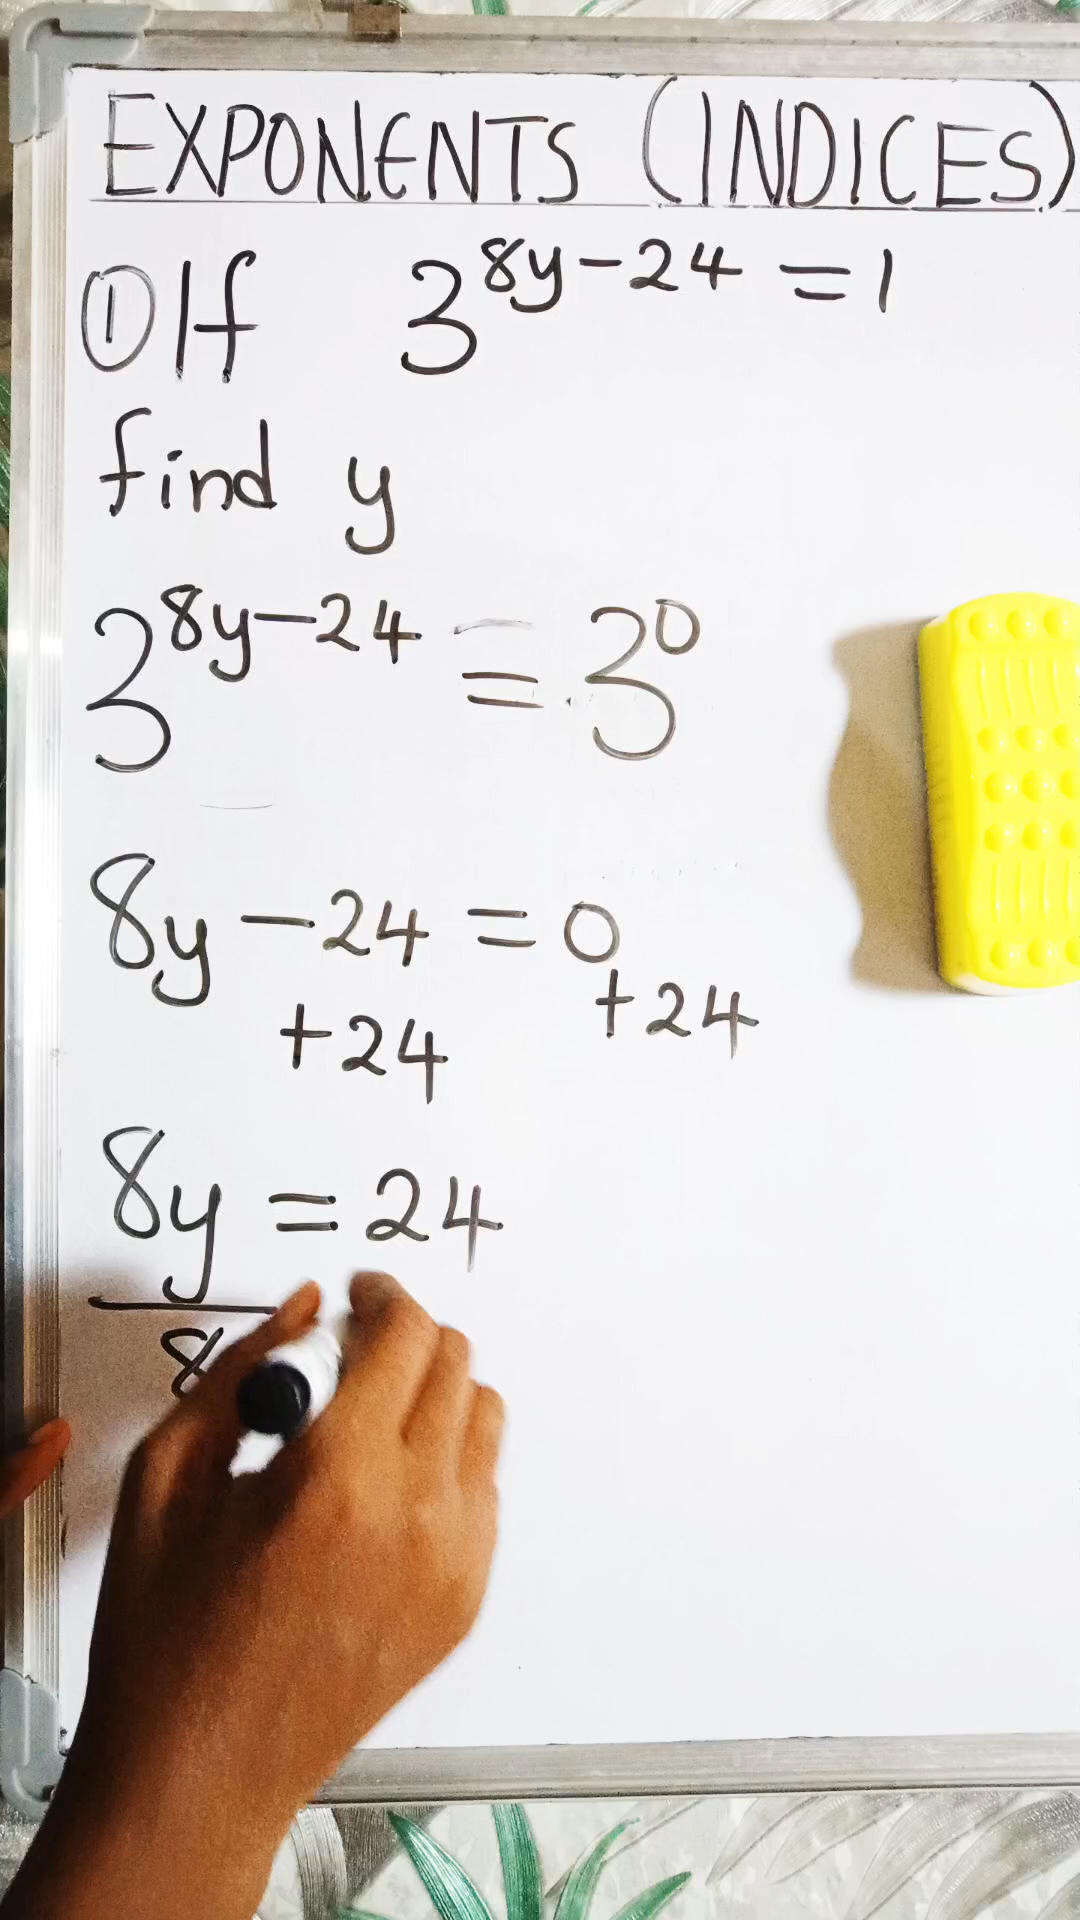 EXPONENTS (INDICES)
① If 3^{8y-24} = 1
find y
3^{8y-24} = 3^0
8y - 24 = 0
+24 +24
8y = 24
8